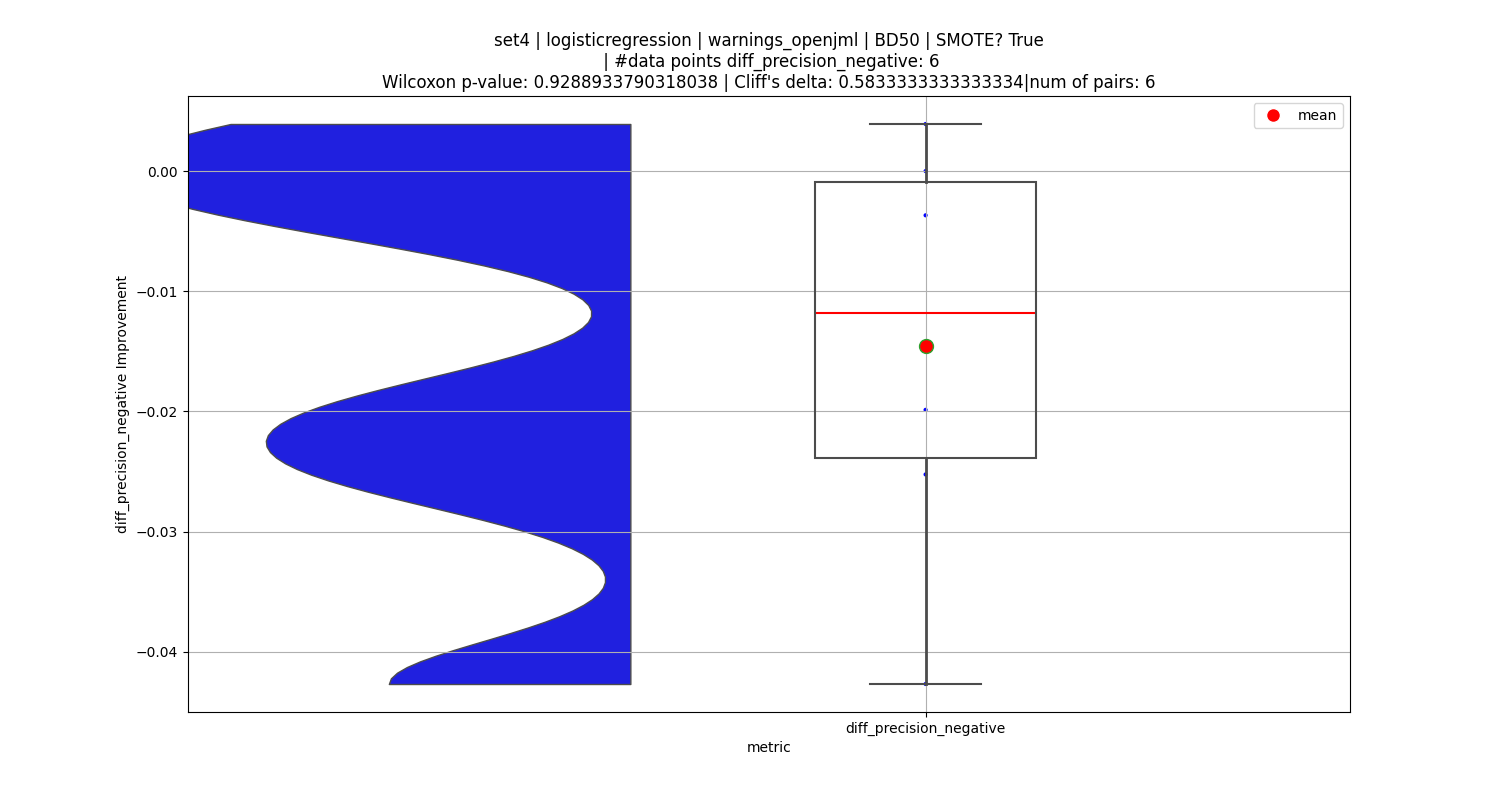 set4 | logisticregression | warnings_openjml | BD50 | SMOTE? True
| #data points diff_precision_negative: 6
Wilcoxon p-value: 0.9288933790318038 | Cliff's delta: 0.5833333333333334|num of pairs: 6
mean
0.00
−0.01
−0.02
−0.03
−0.04
diff_precision_negative Improvement
diff_precision_negative
metric